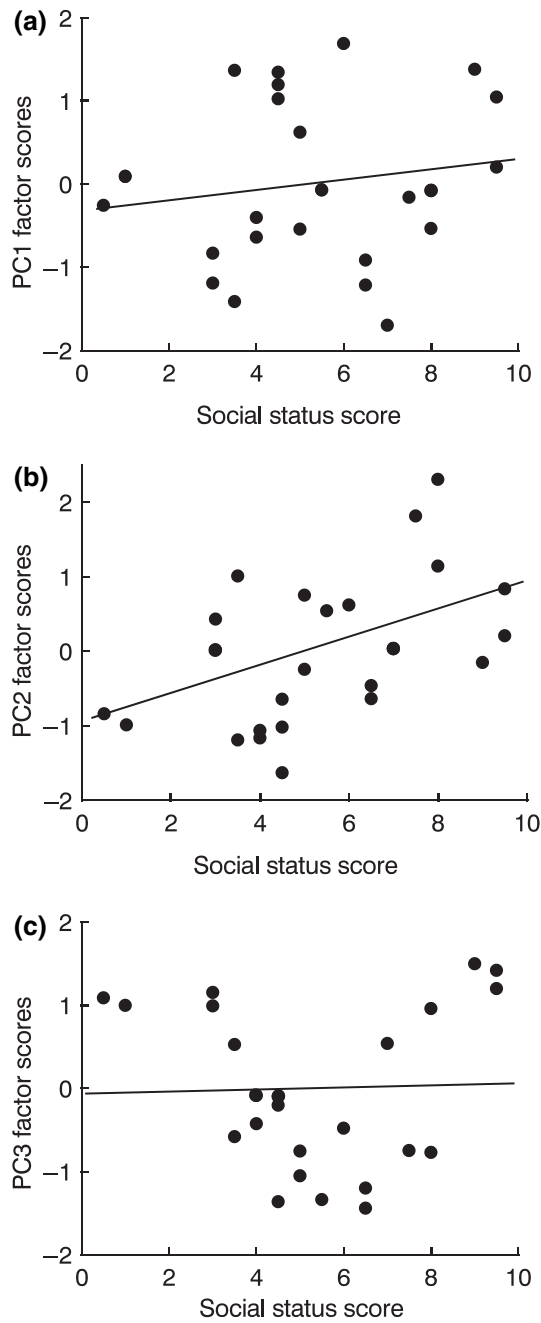 (a)
2
1
0
−1
−2
PC1 factor scores
0 2 4 6 8 10
Social status score
(b)
2
1
0
−1
−2
PC2 factor scores
0 2 4 6 8 10
Social status score
(c)
2
1
0
−1
−2
PC3 factor scores
0 2 4 6 8 10
Social status score